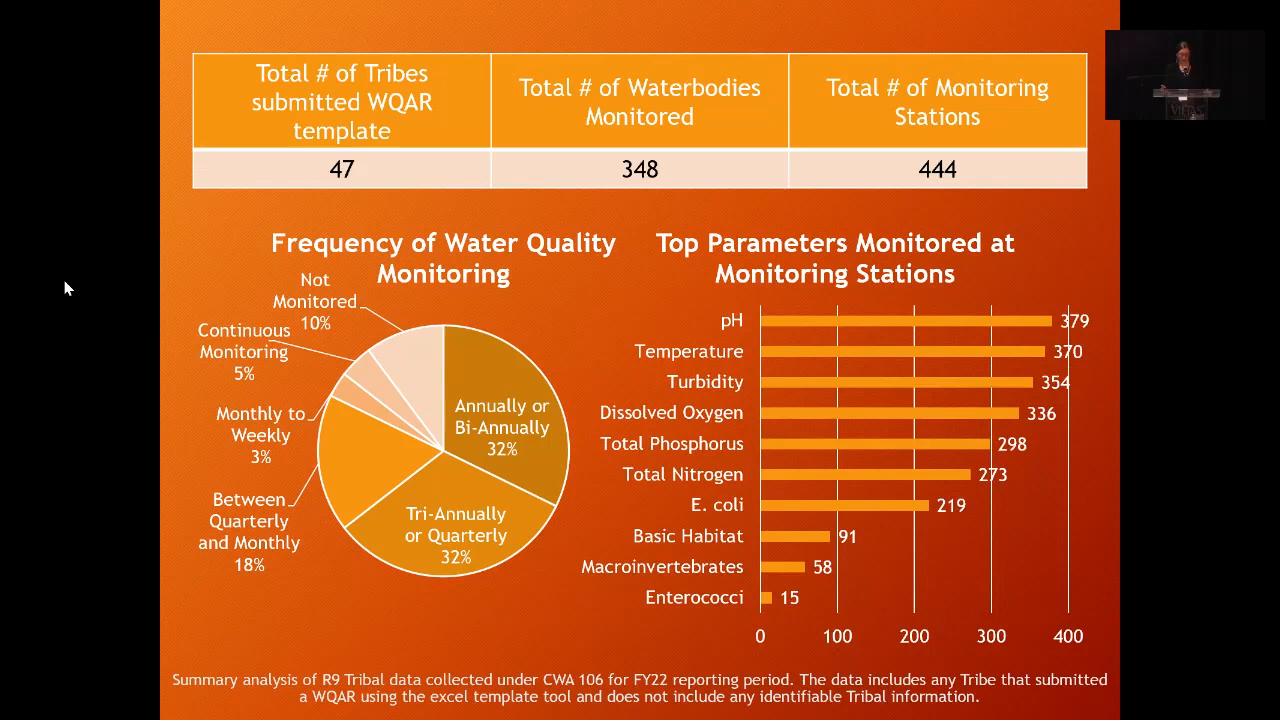 Total # of Tribes
submitted WQAR
template
Total # of Waterbodies
Monitored
Total # of Monitoring
Stations
47
348
444
Frequency of Water Quality
Monitoring
Not
Monitored
10%
Continuous
Monitoring
5%
Monthly to
Weekly
3%
Between
Quarterly
and Monthly
18%
Annually or
Bi-Annually
32%
Tri-Annually
or Quarterly
32%
Top Parameters Monitored at
Monitoring Stations
pH 379
Temperature 370
Turbidity 354
Dissolved Oxygen 336
Total Phosphorus 298
Total Nitrogen 273
E. coli 219
Basic Habitat 91
Macroinvertebrates 58
Enterococci 15
0 100 200 300 400
Summary analysis of R9 Tribal data collected under CWA 106 for FY22 reporting period. The data includes any Tribe that submitted
a WQAR using the excel template tool and does not include any identifiable Tribal information.